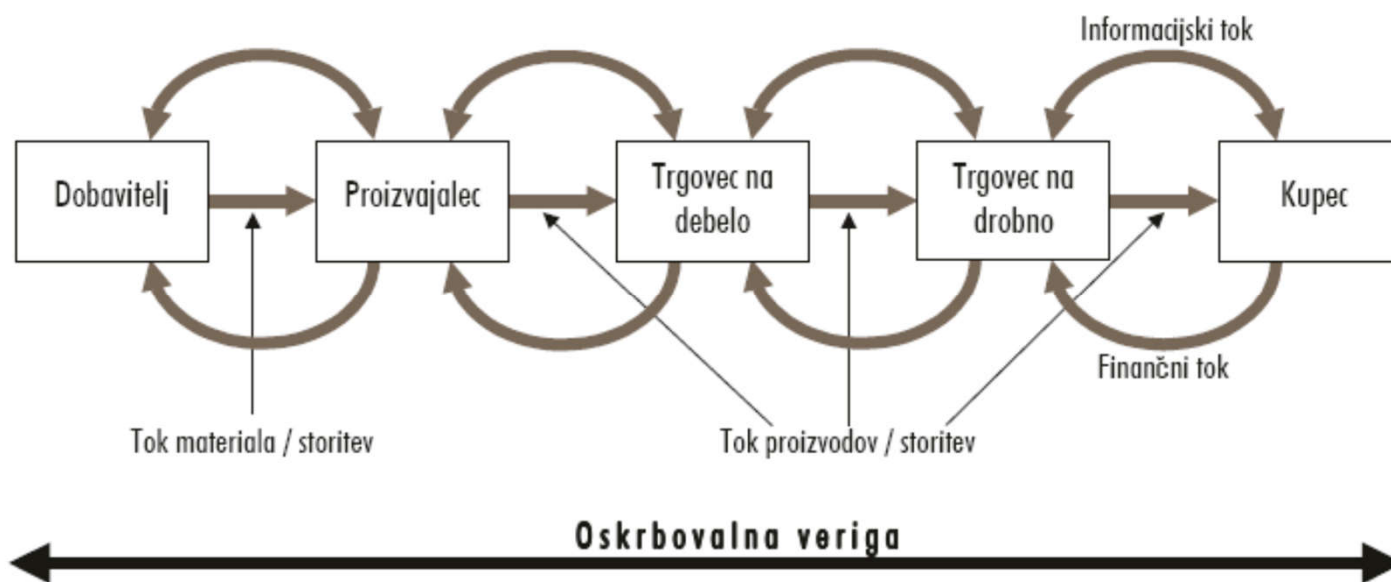 Informacijski tok
Dobavitelj
Proizvajalec
Trgovec na
debelo
Trgovec na
drobno
Kupec
Finančni tok
Tok materiala / storitev
Tok proizvodov / storitev
Oskrbovalna veriga